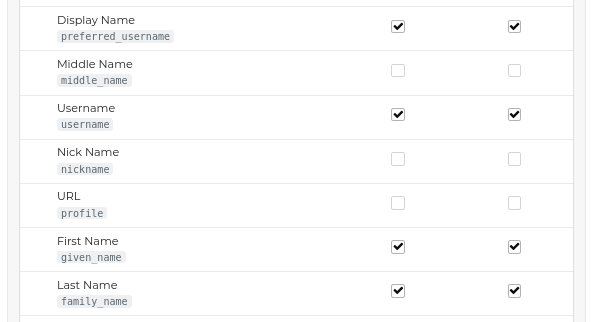 Display Name
preferred_username
Middle Name
middle_name
Username
username
Nick Name
nickname
URL
profile
First Name
given_name
Last Name
family_name